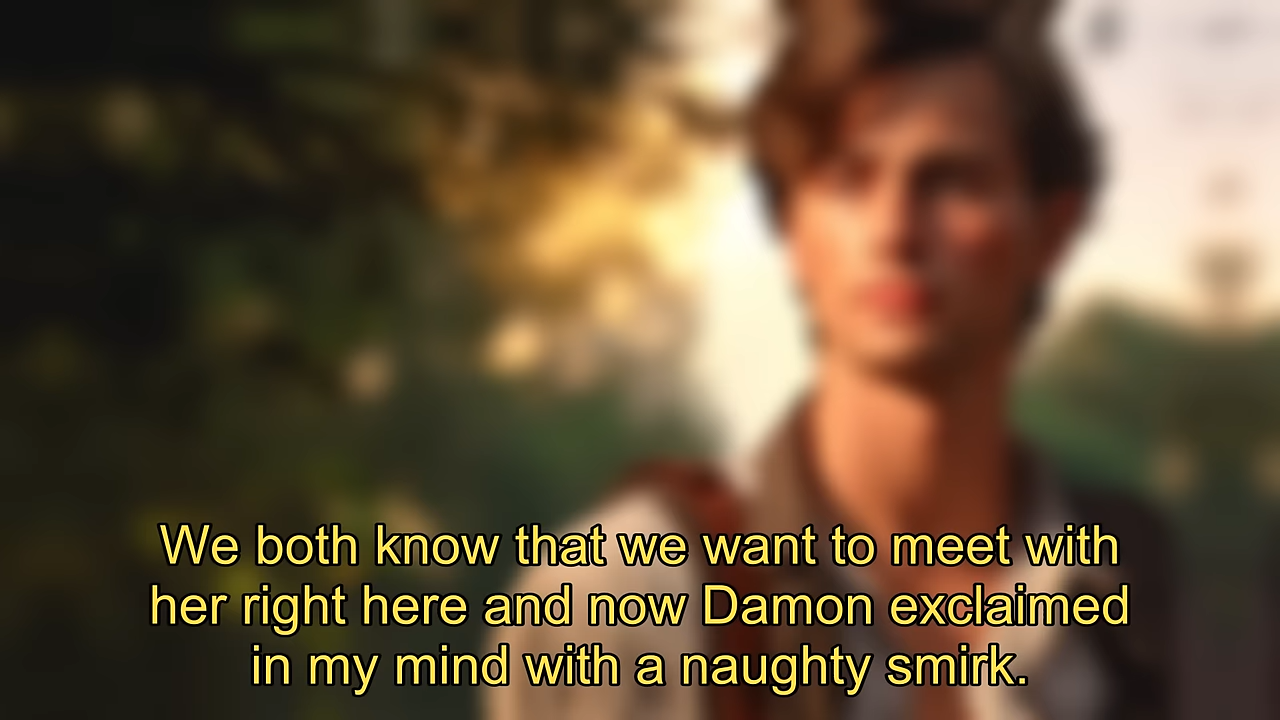 We both know that we want to meet with
her right here and now Damon exclaimed
in my mind with a naughty smirk.